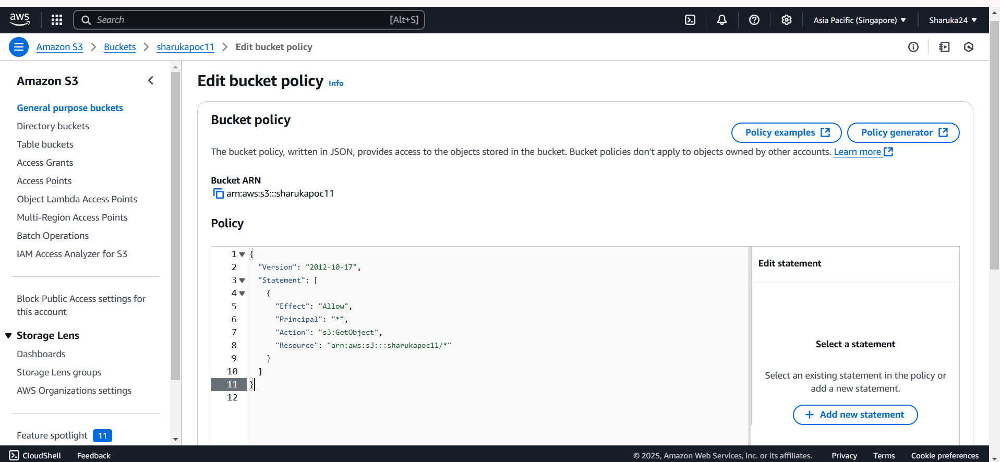 aws
Search
[Alt+S]
Asia Pacific (Singapore)
Sharuka24
Amazon S3
Buckets
sharukapoc11
Edit bucket policy
Amazon S3
General purpose buckets
Directory buckets
Table buckets
Access Grants
Access Points
Object Lambda Access Points
Multi-Region Access Points
Batch Operations
IAM Access Analyzer for S3
Block Public Access settings for
this account
Storage Lens
Dashboards
Storage Lens groups
AWS Organizations settings
Feature spotlight 11
Edit bucket policy Info
Bucket policy
Policy examples
Policy generator
The bucket policy, written in JSON, provides access to the objects stored in the bucket. Bucket policies don't apply to objects owned by other accounts. Learn more
Bucket ARN
arn:aws:s3:::sharukapoc11
Policy
1 {
2 "Version": "2012-10-17",
3 "Statement": [
4 {
5 "Effect": "Allow",
6 "Principal": "*",
7 "Action": "s3:GetObject",
8 "Resource": "arn:aws:s3:::sharukapoc11/*"
9 }
10 ]
11 }
12
Edit statement
Select a statement
Select an existing statement in the policy or
add a new statement.
+ Add new statement
CloudShell
Feedback
© 2025, Amazon Web Services, Inc. or its affiliates.
Privacy
Terms
Cookie preferences